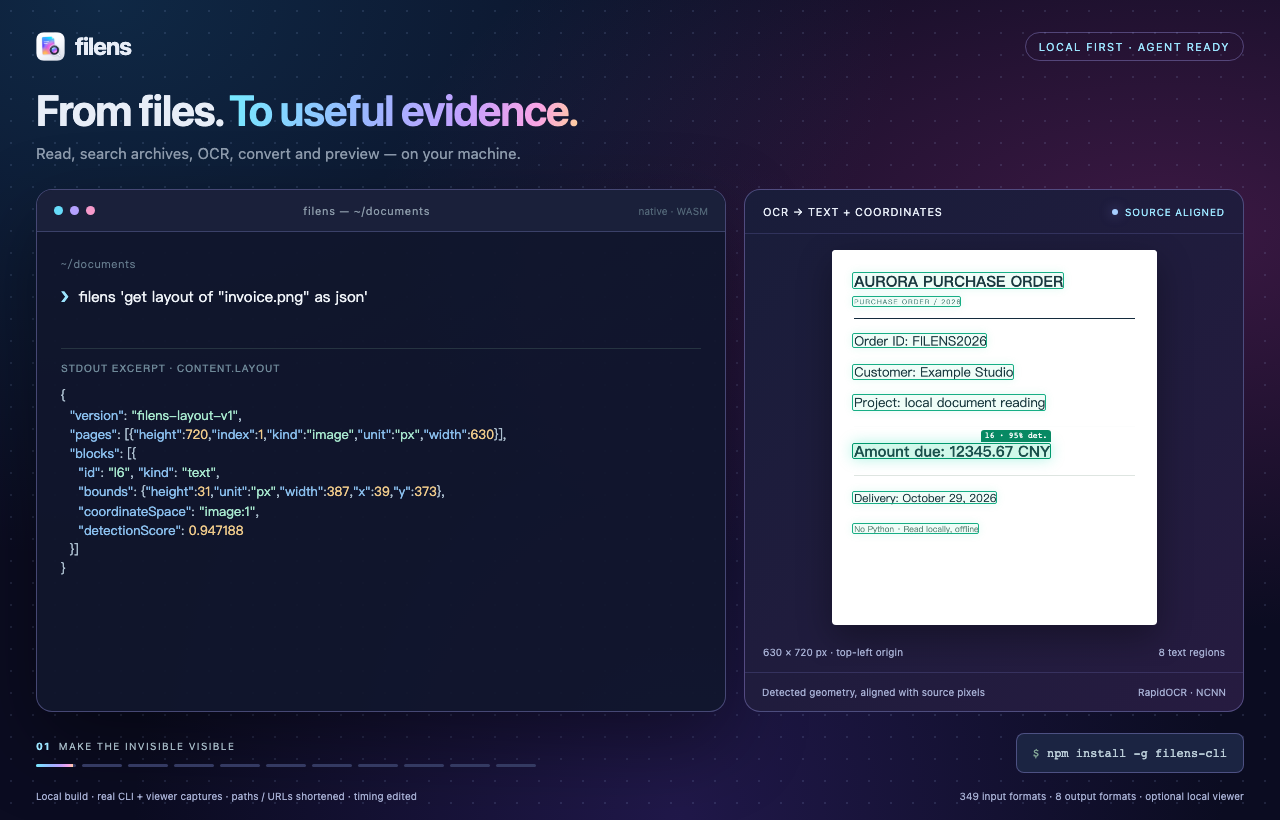 filens
LOCAL FIRST · AGENT READY
From files. To useful evidence.
Read, search archives, OCR, convert and preview — on your machine.
filens — ~/documents
native · WASM
~/documents
❯ filens 'get layout of "invoice.png" as json'
STDOUT EXCERPT · CONTENT.LAYOUT
{
"version": "filens-layout-v1",
"pages": [{"height":720,"index":1,"kind":"image","unit":"px","width":630}],
"blocks": [{
"id": "l6", "kind": "text",
"bounds": {"height":31,"unit":"px","width":387,"x":39,"y":373},
"coordinateSpace": "image:1",
"detectionScore": 0.947188
}]
}
OCR → TEXT + COORDINATES
SOURCE ALIGNED
AURORA PURCHASE ORDER
PURCHASE ORDER / 2026
Order ID: FILENS2026
Customer: Example Studio
Project: local document reading
l6 · 95% det.
Amount due: 12345.67 CNY
Delivery: October 29, 2026
No Python · Read locally, offline
630 × 720 px · top-left origin
8 text regions
Detected geometry, aligned with source pixels
RapidOCR · NCNN
01 MAKE THE INVISIBLE VISIBLE
$ npm install -g filens-cli
Local build · real CLI + viewer captures · paths / URLs shortened · timing edited
349 input formats · 8 output formats · optional local viewer